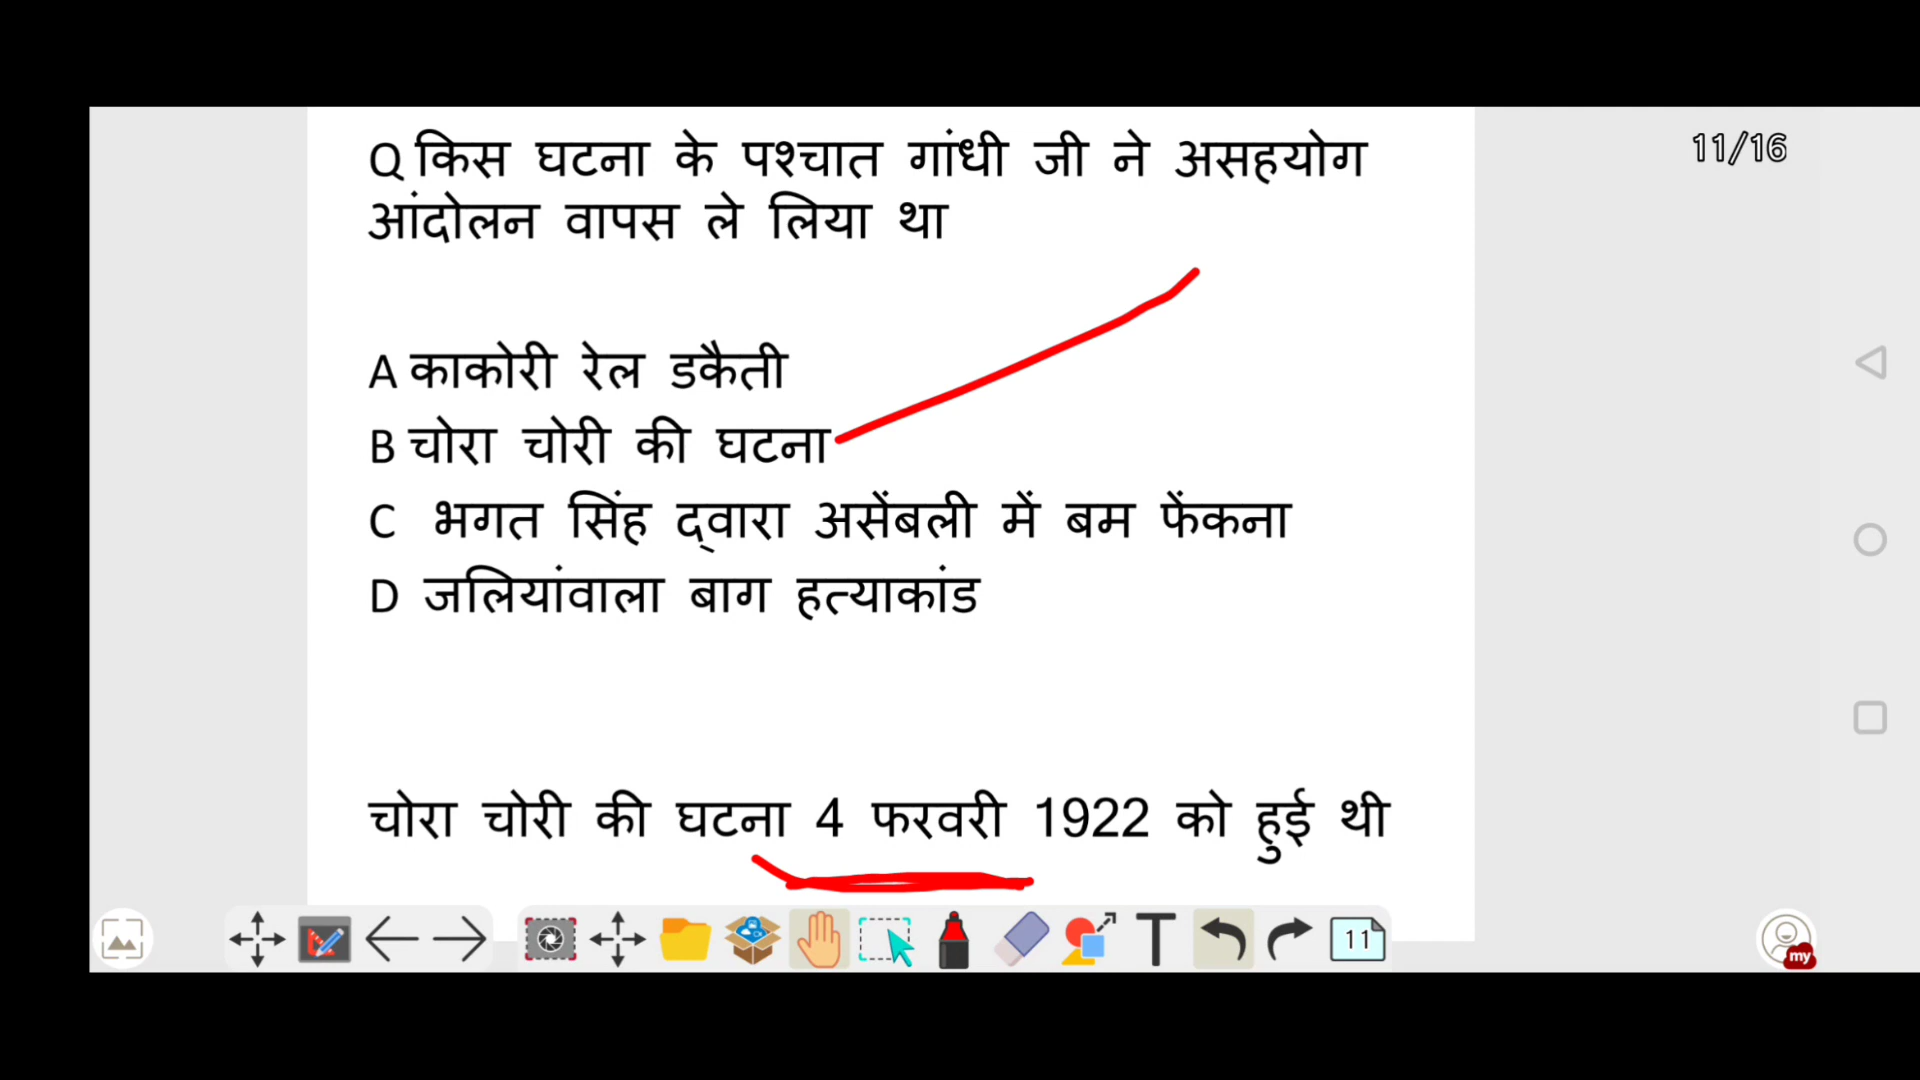 Q किस घटना के पश्चात गांधी जी ने असहयोग
आंदोलन वापस ले लिया था
11/16
A काकोरी रेल डकैती
B चोरा चोरी की घटना
C भगत सिंह द्वारा असेंबली में बम फेंकना
D जलियांवाला बाग हत्याकांड
चोरा चोरी की घटना 4 फरवरी 1922 को हुई थी
T
11
my